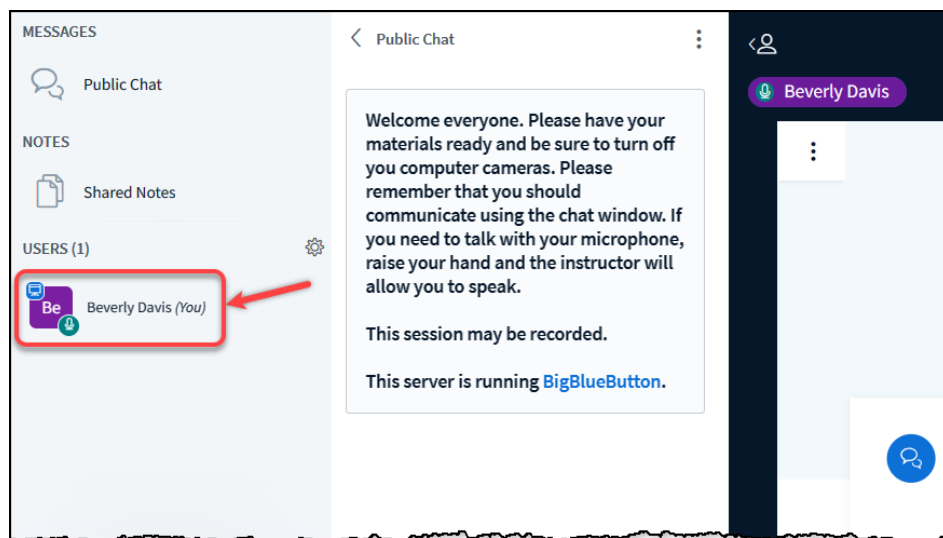 MESSAGES
Public Chat
NOTES
Shared Notes
USERS (1)
Be
Beverly Davis (You)
Public Chat
Welcome everyone. Please have your
materials ready and be sure to turn off
you computer cameras. Please
remember that you should
communicate using the chat window. If
you need to talk with your microphone,
raise your hand and the instructor will
allow you to speak.
This session may be recorded.
This server is running BigBlueButton.
Beverly Davis